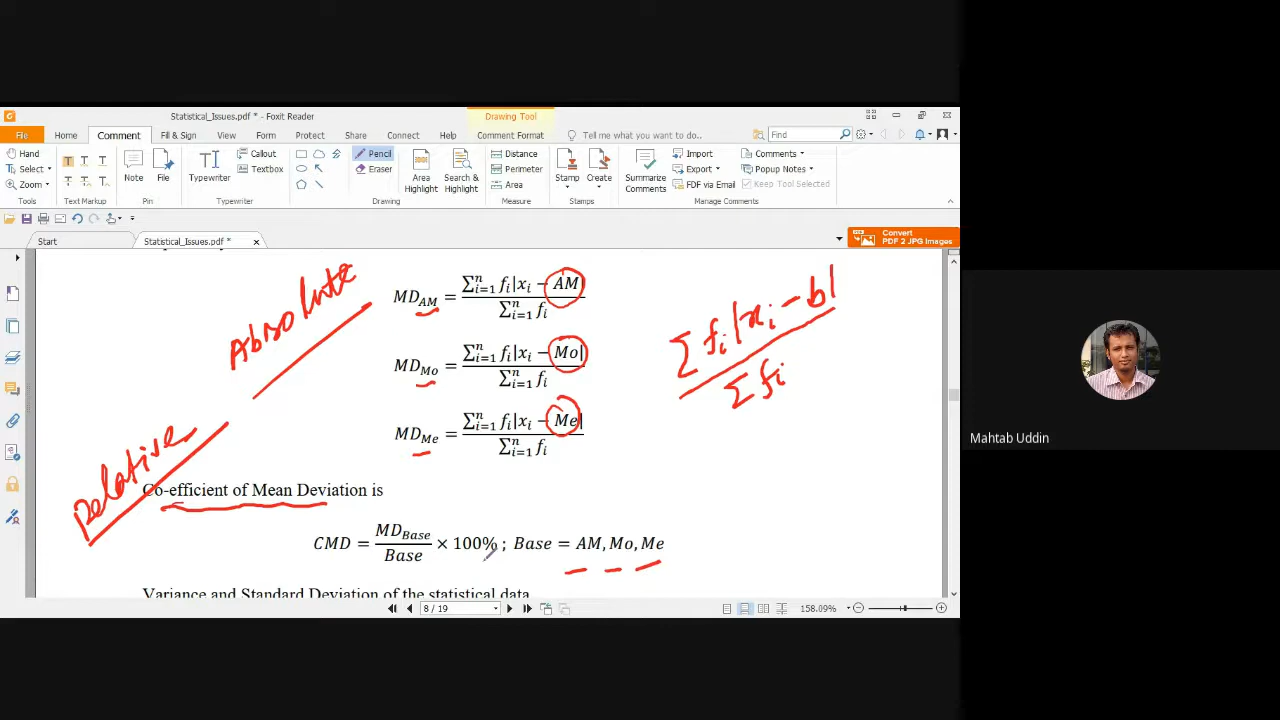 Statistical_Issues.pdf * - Foxit Reader
Drawing Tool
File Home Comment Fill & Sign View Form Protect Share Connect Help Comment Format Tell me what you want to do.. Find
Hand
Select
Zoom
Tools
Text Markup
Note
File
Pin
Typewriter
Callout
Textbox
Typewriter
Pencil
Eraser
Drawing
Area Highlight
Search & Highlight
Distance
Perimeter
Area
Measure
Stamp
Create
Stamps
Summarize Comments
Import
Export
FDF via Email
Comments
Popup Notes
Keep Tool Selected
Manage Comments
Start
Statistical_Issues.pdf *
Convert
PDF 2 JPG Images
Absolute
MD_AM = ∑_{i=1}^n f_i|x_i − AM| / ∑_{i=1}^n f_i
MD_Mo = ∑_{i=1}^n f_i|x_i − Mo| / ∑_{i=1}^n f_i
MD_Me = ∑_{i=1}^n f_i|x_i − Me| / ∑_{i=1}^n f_i
∑ f_i |x_i − b| / ∑ f_i
Relative
Co-efficient of Mean Deviation is
CMD = MD_Base / Base × 100% ; Base = AM, Mo, Me
Variance and Standard Deviation of the statistical data
8 / 19
158.09%
Mahtab Uddin